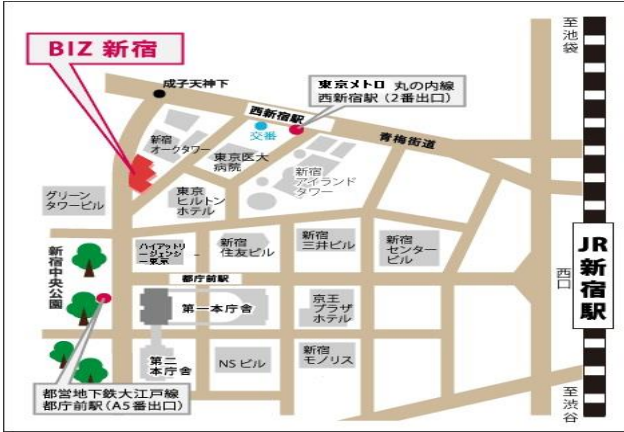 BIZ 新宿
成子天神下
東京メトロ 丸の内線
西新宿駅(2番出口)
至池袋
西新宿駅
交番
青梅街道
新宿
オークタワー
東京医大
病院
新宿
アイランド
タワー
グリーン
タワービル
東京
ヒルトン
ホテル
新宿中央公園
ハイアットリ
ージェンシ
ー東京
新宿
住友ビル
新宿
三井ビル
新宿
センター
ビル
JR新宿駅
西口
都庁前駅
第一本庁舎
京王
プラザ
ホテル
第二
本庁舎
NSビル
新宿
モノリス
都営地下鉄大江戸線
都庁前駅(A5番出口)
至渋谷